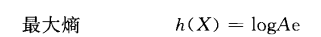 最大熵 h(X) = logAe